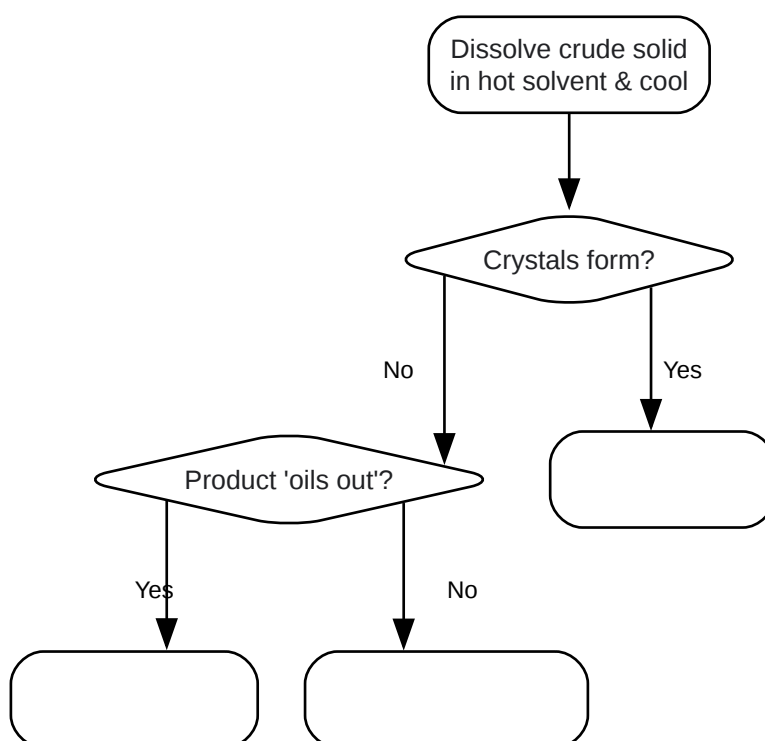 Dissolve crude solid
in hot solvent & cool
Crystals form?
No
Yes
Product 'oils out'?
Yes
No